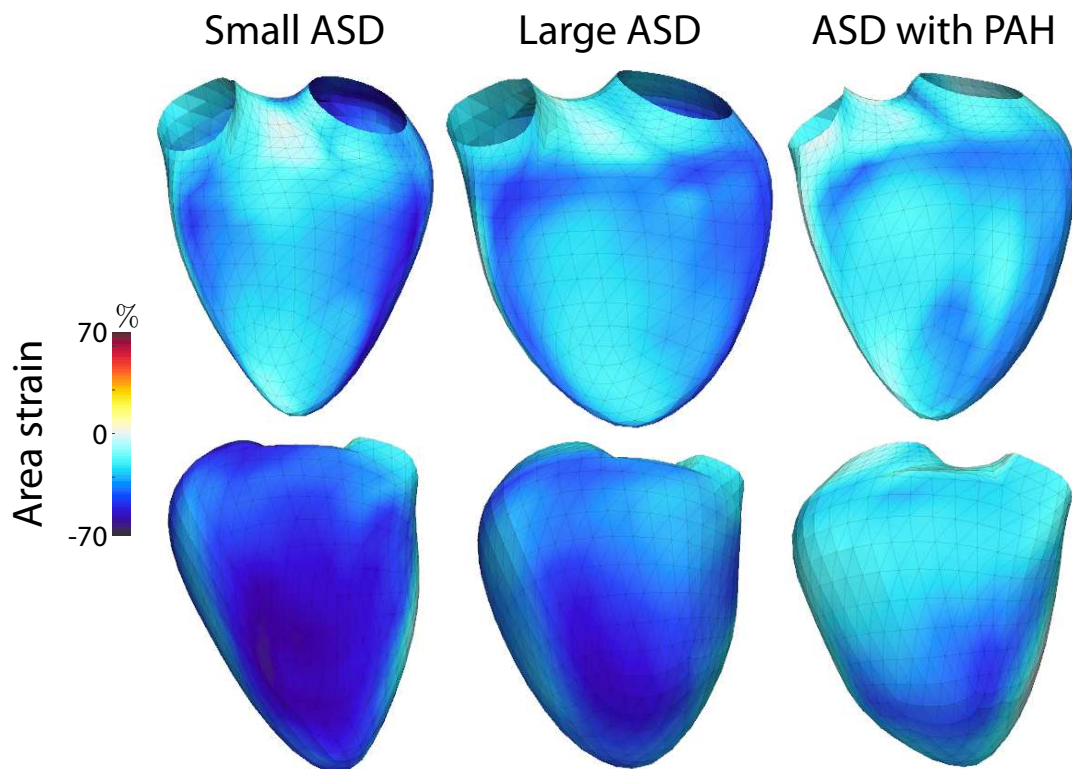 Small ASD
Large ASD
ASD with PAH
Area strain
%
70
0
-70